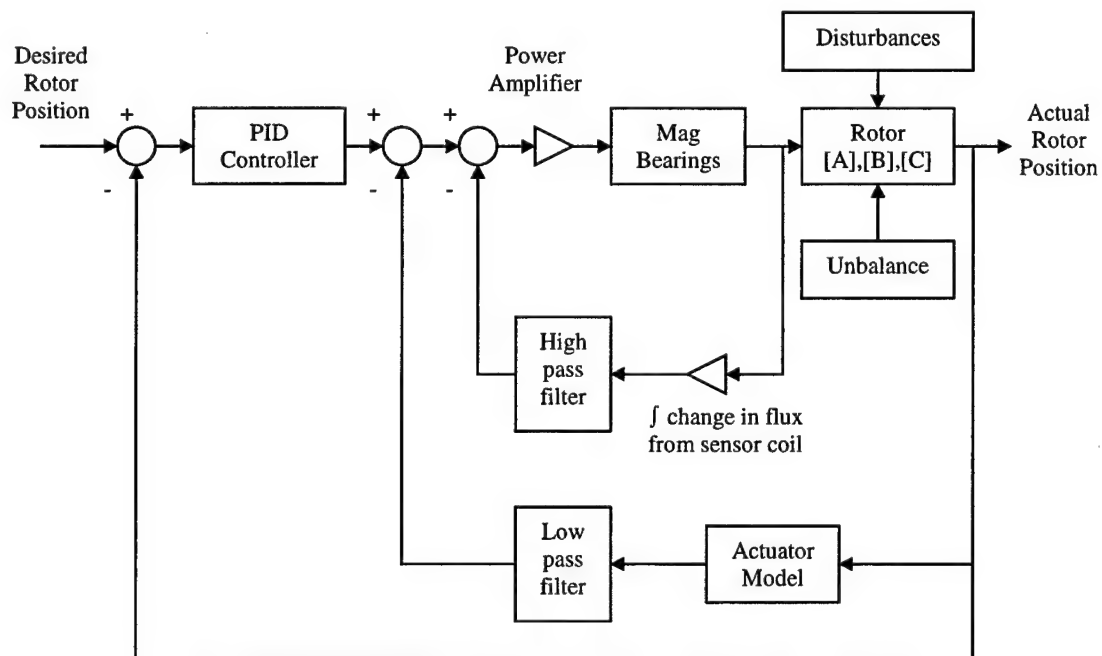 Desired
Rotor
Position
+
-
PID
Controller
+
-
+
-
Power
Amplifier
Mag
Bearings
Disturbances
Rotor
[A],[B],[C]
Unbalance
Actual
Rotor
Position
High
pass
filter
∫ change in flux
from sensor coil
Low
pass
filter
Actuator
Model